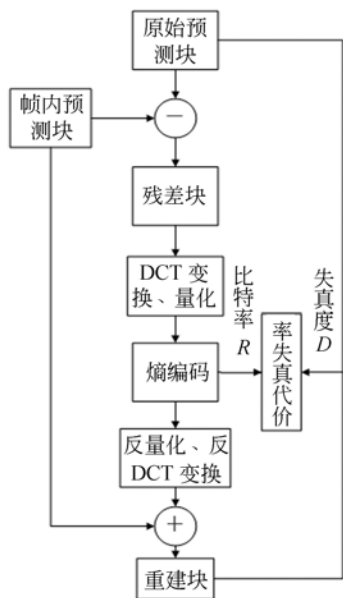 原始预
测块
帧内预
测块
−
残差块
DCT 变
换、量化
比特率 R
失真度 D
率失真代价
熵编码
反量化、反
DCT 变换
+
重建块